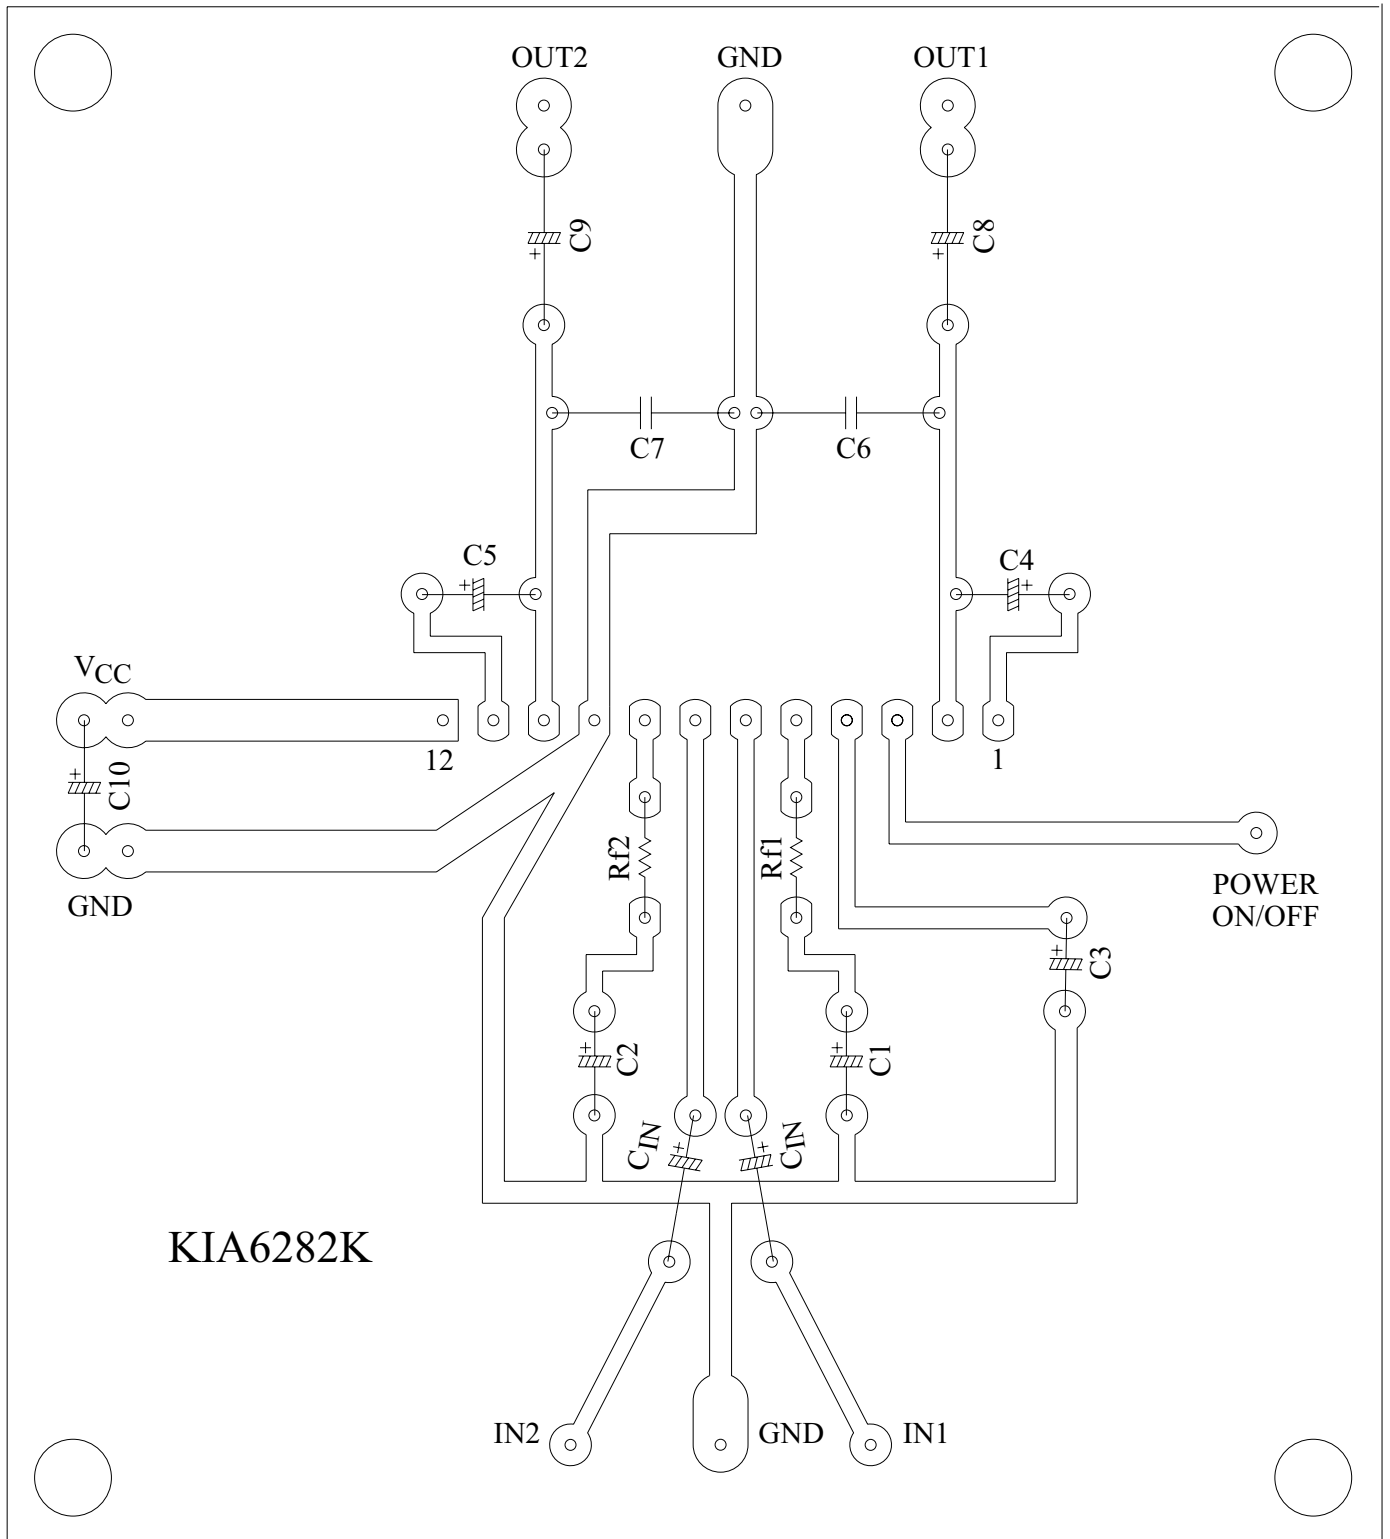 OUT2
GND
OUT1
C9
C8
C7
C6
C5
C4
VCC
12
1
C10
GND
Rf2
Rf1
POWER
ON/OFF
C3
C2
C1
CIN
CIN
KIA6282K
IN2
GND
IN1